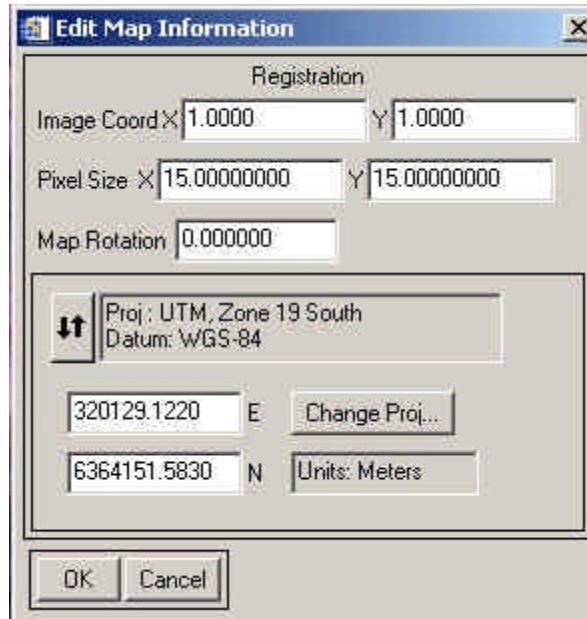 Edit Map Information
Registration
Image Coord X 1.0000 Y 1.0000
Pixel Size X 15.00000000 Y 15.00000000
Map Rotation 0.000000
Proj : UTM, Zone 19 South
Datum: WGS-84
320129.1220 E Change Proj...
6364151.5830 N Units: Meters
OK Cancel